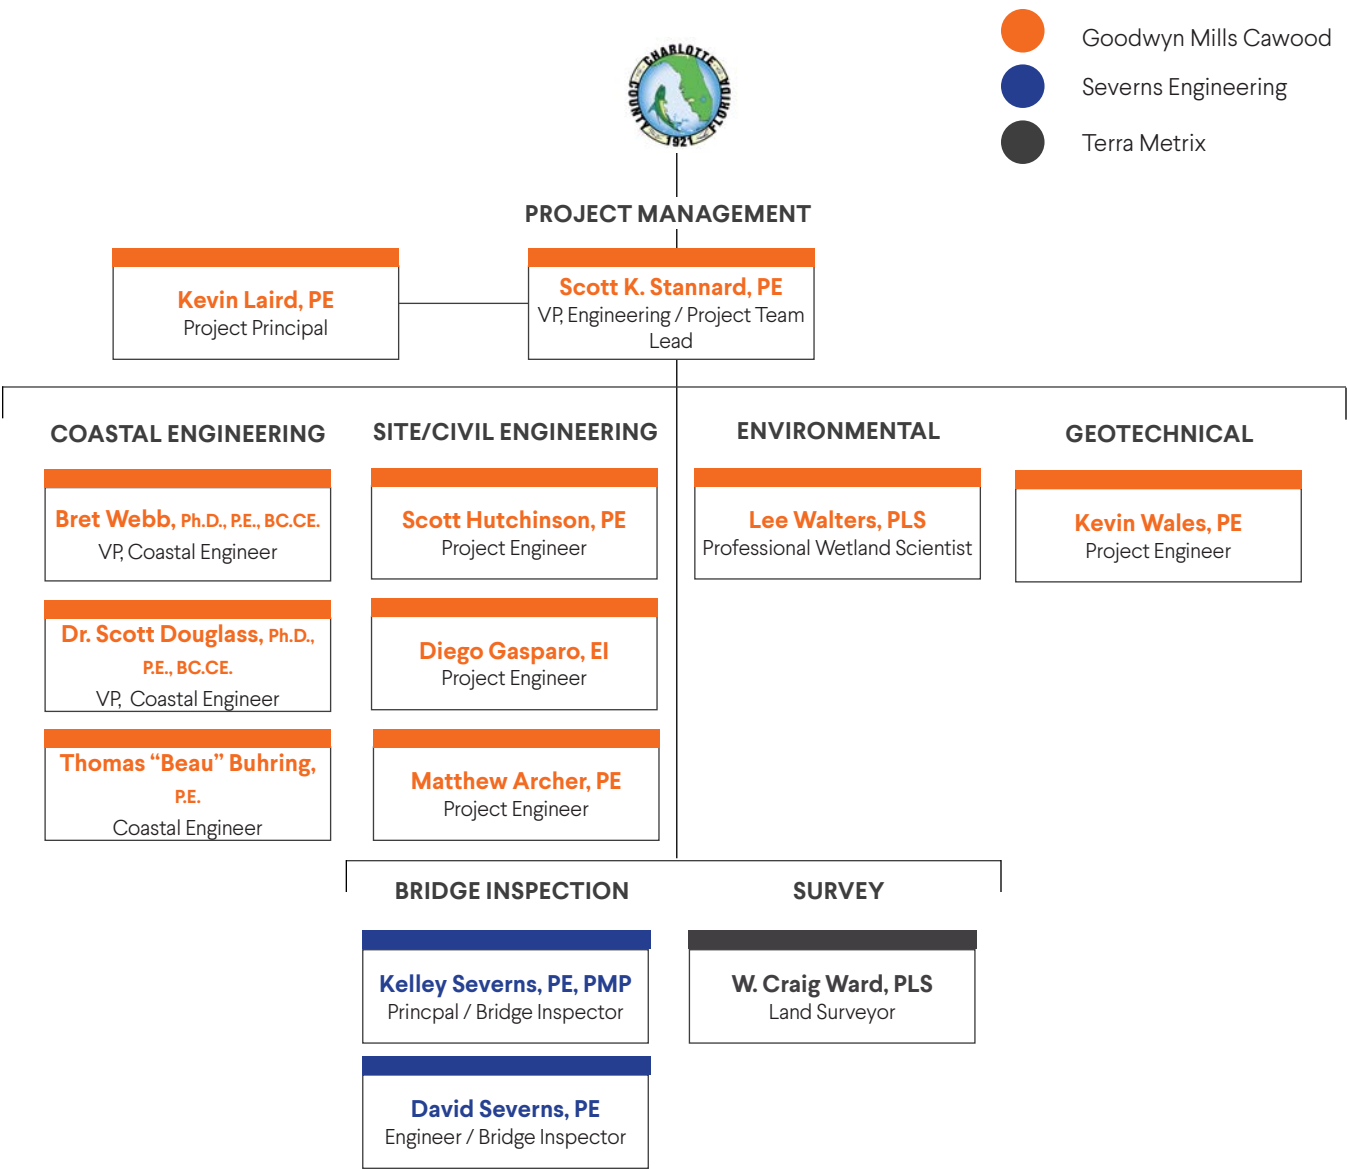 CHARLOTTE
COUNTY
FLORIDA
1921
Goodwyn Mills Cawood
Severns Engineering
Terra Metrix
PROJECT MANAGEMENT
Kevin Laird, PE
Project Principal
Scott K. Stannard, PE
VP, Engineering / Project Team
Lead
COASTAL ENGINEERING
Bret Webb, Ph.D., P.E., BC.CE.
VP, Coastal Engineer
Dr. Scott Douglass, Ph.D.,
P.E., BC.CE.
VP, Coastal Engineer
Thomas “Beau” Buhring,
P.E.
Coastal Engineer
SITE/CIVIL ENGINEERING
Scott Hutchinson, PE
Project Engineer
Diego Gasparo, EI
Project Engineer
Matthew Archer, PE
Project Engineer
ENVIRONMENTAL
Lee Walters, PLS
Professional Wetland Scientist
GEOTECHNICAL
Kevin Wales, PE
Project Engineer
BRIDGE INSPECTION
Kelley Severns, PE, PMP
Princpal / Bridge Inspector
David Severns, PE
Engineer / Bridge Inspector
SURVEY
W. Craig Ward, PLS
Land Surveyor